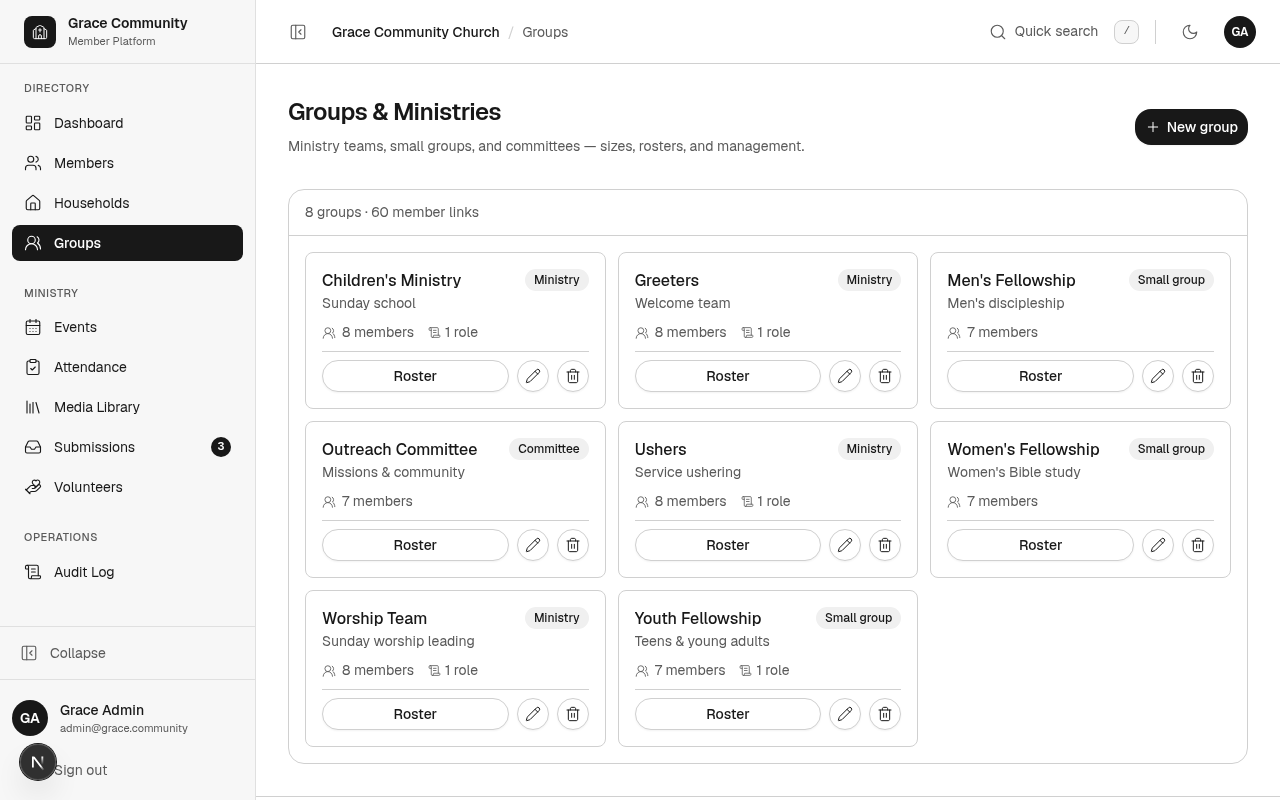 Grace Community
Member Platform
DIRECTORY
Dashboard
Members
Households
Groups
MINISTRY
Events
Attendance
Media Library
Submissions 3
Volunteers
OPERATIONS
Audit Log
Collapse
GA
Grace Admin
admin@grace.community
N
Sign out
Grace Community Church / Groups
Quick search /
GA
Groups & Ministries
Ministry teams, small groups, and committees — sizes, rosters, and management.
New group
8 groups · 60 member links
Children's Ministry Ministry
Sunday school
8 members 1 role
Roster
Greeters Ministry
Welcome team
8 members 1 role
Roster
Men's Fellowship Small group
Men's discipleship
7 members
Roster
Outreach Committee Committee
Missions & community
7 members
Roster
Ushers Ministry
Service ushering
8 members 1 role
Roster
Women's Fellowship Small group
Women's Bible study
7 members
Roster
Worship Team Ministry
Sunday worship leading
8 members 1 role
Roster
Youth Fellowship Small group
Teens & young adults
7 members 1 role
Roster